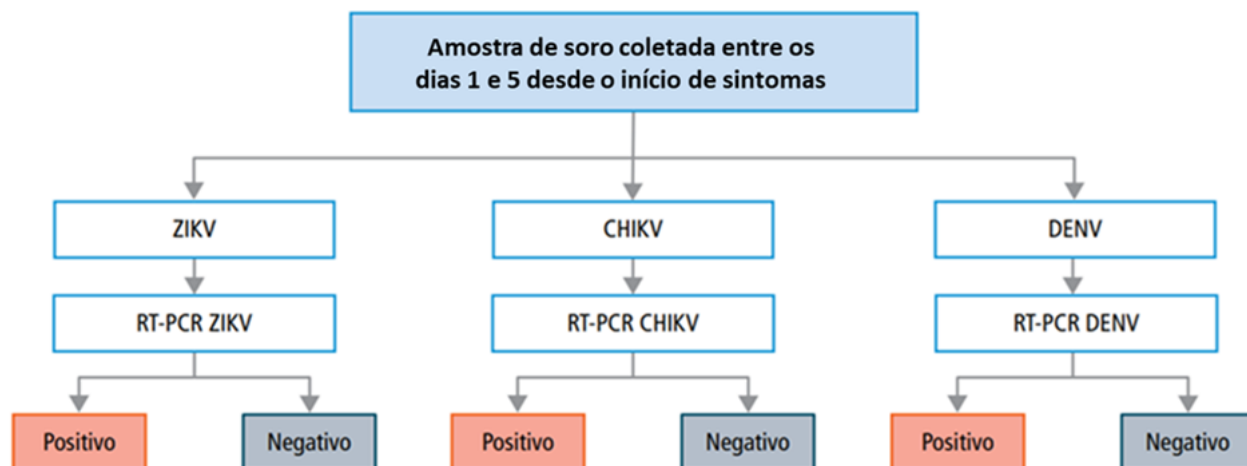 Amostra de soro coletada entre os
dias 1 e 5 desde o início de sintomas
ZIKV
CHIKV
DENV
RT-PCR ZIKV
RT-PCR CHIKV
RT-PCR DENV
Positivo
Negativo
Positivo
Negativo
Positivo
Negativo